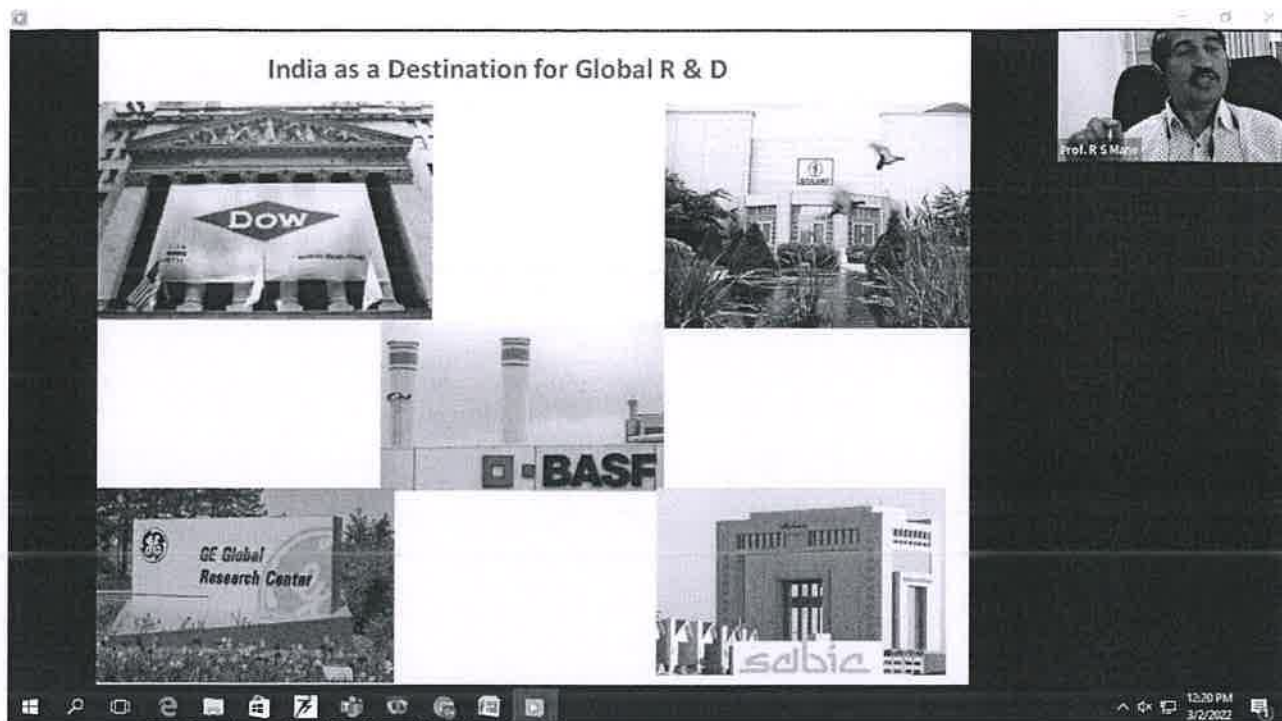 India as a Destination for Global R & D
Prof. R S Mane
DOW
BASF
GE Global
Research Center
sabic
12:20 PM
3/2/2022